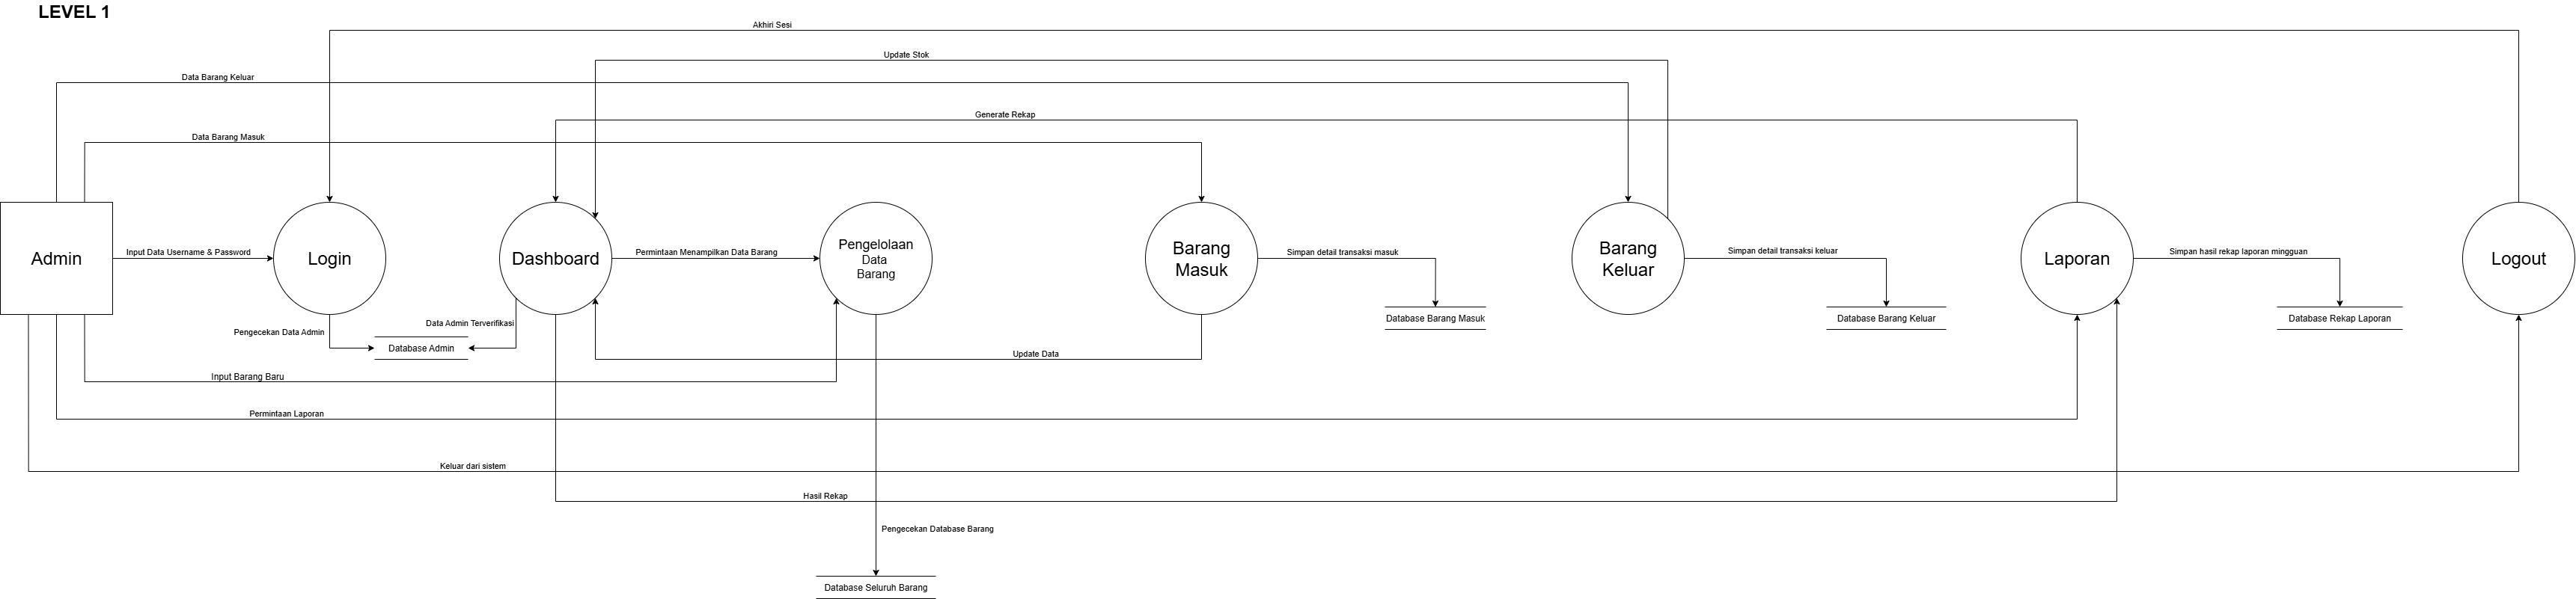 LEVEL 1
Akhiri Sesi
Update Stok
Data Barang Keluar
Generate Rekap
Data Barang Masuk
Admin
Input Data Username & Password
Login
Dashboard
Permintaan Menampilkan Data Barang
Pengelolaan
Data
Barang
Barang
Masuk
Simpan detail transaksi masuk
Barang
Keluar
Simpan detail transaksi keluar
Laporan
Simpan hasil rekap laporan mingguan
Logout
Database Barang Masuk
Database Barang Keluar
Database Rekap Laporan
Pengecekan Data Admin
Data Admin Terverifikasi
Database Admin
Update Data
Input Barang Baru
Permintaan Laporan
Keluar dari sistem
Hasil Rekap
Pengecekan Database Barang
Database Seluruh Barang